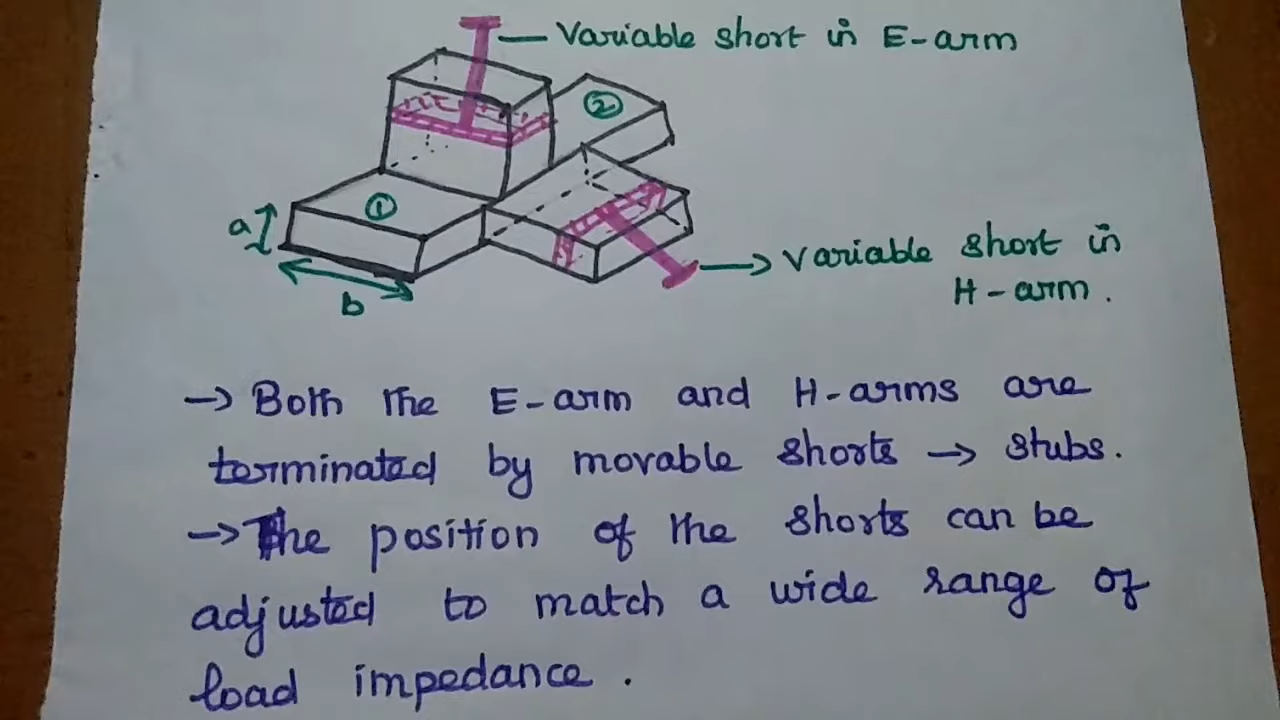 Variable short in E-arm
②
①
a
b
→ Variable short in
H-arm.
→ Both the E-arm and H-arms are
terminated by movable shorts → stubs.
→ The position of the shorts can be
adjusted to match a wide range of
load impedance.